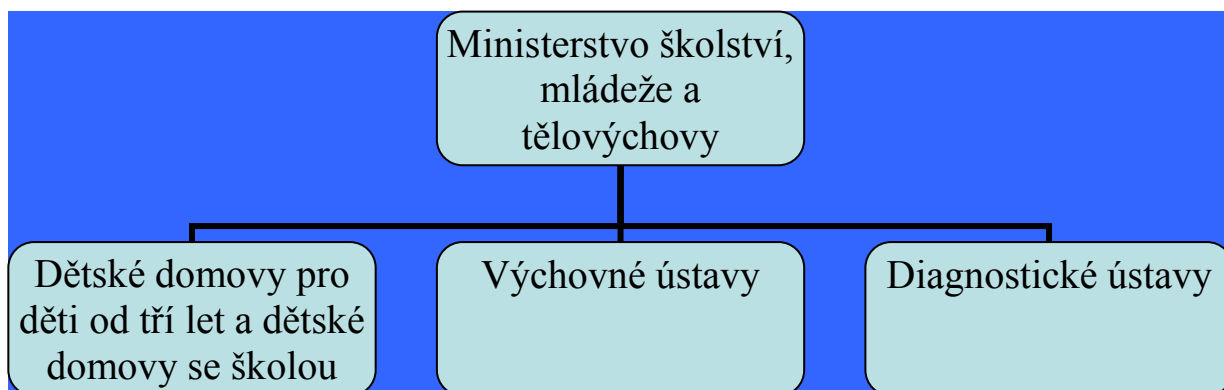 Ministerstvo školství,
mládeže a
tělovýchovy
Dětské domovy pro
děti od tří let a dětské
domovy se školou
Výchovné ústavy
Diagnostické ústavy